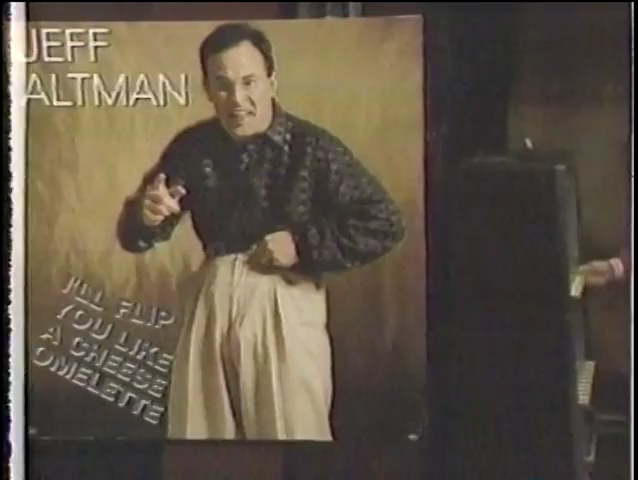 JEFF
ALTMAN
I'LL FLIP
YOU LIKE
A CHEESE
OMELETTE